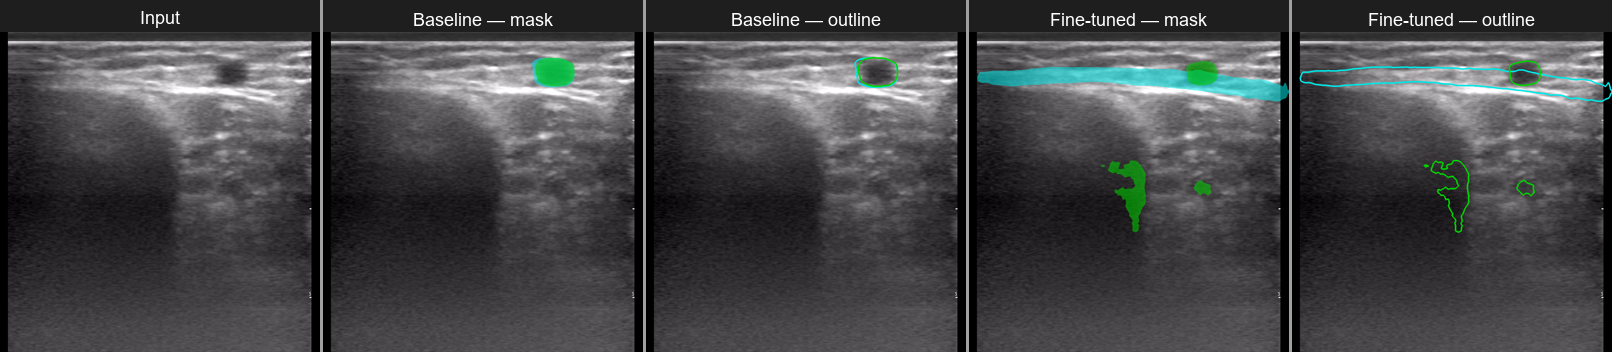 Input
Baseline — mask
Baseline — outline
Fine-tuned — mask
Fine-tuned — outline